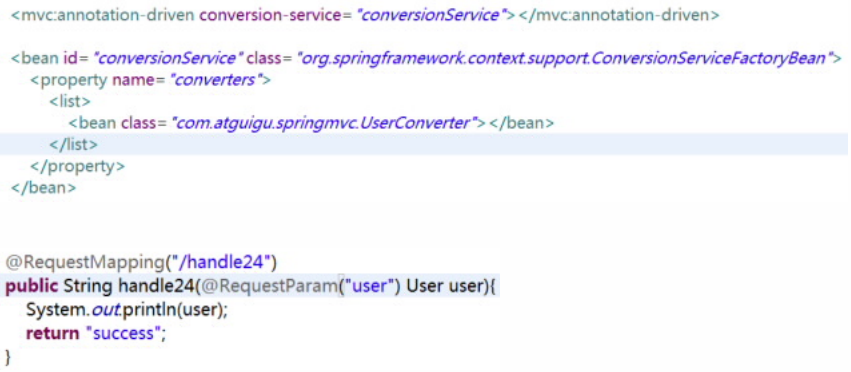 <mvc:annotation-driven conversion-service="conversionService"></mvc:annotation-driven>
<bean id="conversionService" class="org.springframework.context.support.ConversionServiceFactoryBean">
<property name="converters">
<list>
<bean class="com.atguigu.springmvc.UserConverter"></bean>
</list>
</property>
</bean>
@RequestMapping("/handle24")
public String handle24(@RequestParam("user") User user){
System.out.println(user);
return "success";
}